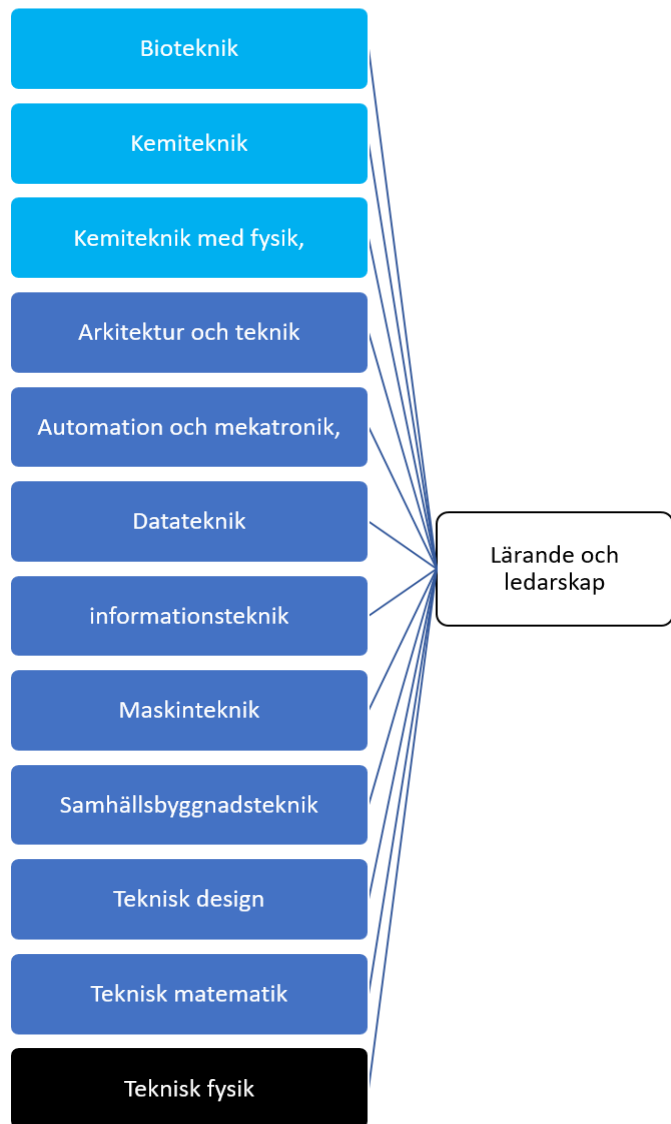 Bioteknik
Kemiteknik
Kemiteknik med fysik,
Arkitektur och teknik
Automation och mekatronik,
Datateknik
informationsteknik
Maskinteknik
Samhällsbyggnadsteknik
Teknisk design
Teknisk matematik
Teknisk fysik
Lärande och
ledarskap